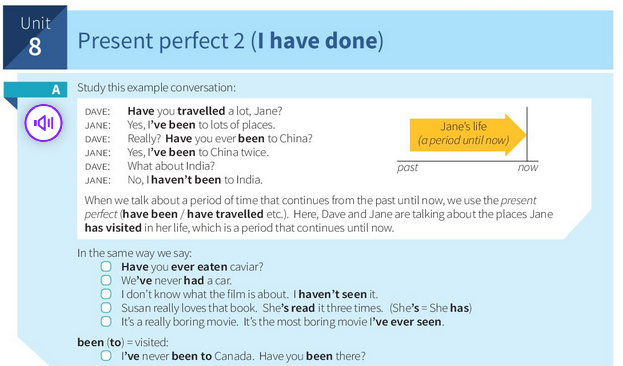 Unit
8
Present perfect 2 (I have done)
A
Study this example conversation:
DAVE: Have you travelled a lot, Jane?
JANE: Yes, I've been to lots of places.
DAVE: Really? Have you ever been to China?
JANE: Yes, I've been to China twice.
DAVE: What about India?
JANE: No, I haven't been to India.
Jane's life
(a period until now)
past now
When we talk about a period of time that continues from the past until now, we use the present
perfect (have been / have travelled etc.). Here, Dave and Jane are talking about the places Jane
has visited in her life, which is a period that continues until now.
In the same way we say:
Have you ever eaten caviar?
We've never had a car.
I don't know what the film is about. I haven't seen it.
Susan really loves that book. She's read it three times. (She's = She has)
It's a really boring movie. It's the most boring movie I've ever seen.
been (to) = visited:
I've never been to Canada. Have you been there?